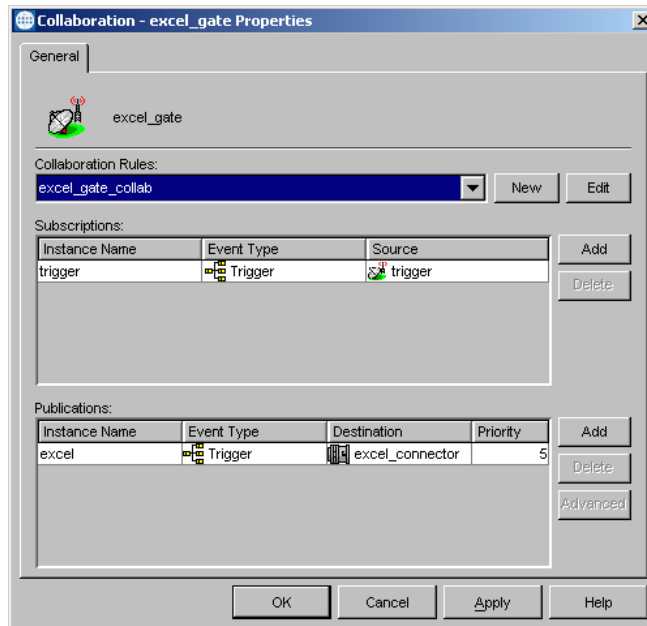 Collaboration - excel_gate Properties
General
excel_gate
Collaboration Rules:
excel_gate_collab New Edit
Subscriptions:
Instance Name Event Type Source Add
trigger Trigger trigger
Delete
Publications:
Instance Name Event Type Destination Priority Add
excel Trigger excel_connector 5
Delete
Advanced
OK Cancel Apply Help